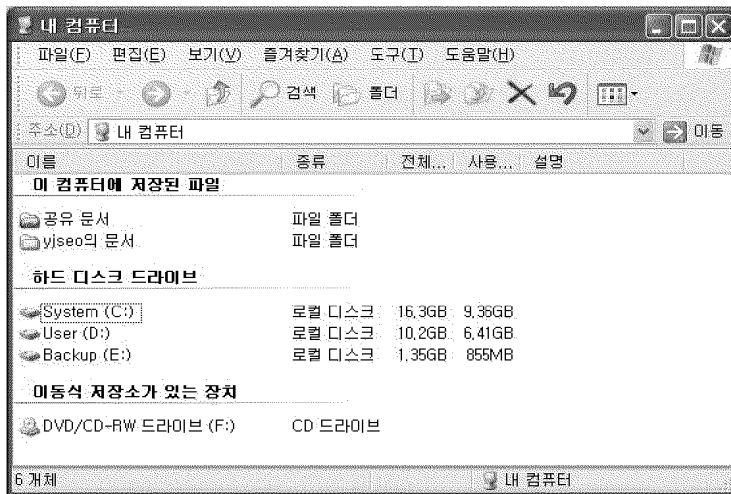 내 컴퓨터
파일(F) 편집(E) 보기(V) 즐겨찾기(A) 도구(T) 도움말(H)
뒤로 검색 폴더
주소(D) 내 컴퓨터 이동
이름 종류 전체... 사용... 설명
이 컴퓨터에 저장된 파일
공유 문서 파일 폴더
yjseo의 문서 파일 폴더
하드 디스크 드라이브
System (C:) 로컬 디스크 16,3GB 9,36GB
User (D:) 로컬 디스크 10,2GB 6,41GB
Backup (E:) 로컬 디스크 1,35GB 855MB
이동식 저장소가 있는 장치
DVD/CD-RW 드라이브 (F:) CD 드라이브
6 개체 내 컴퓨터